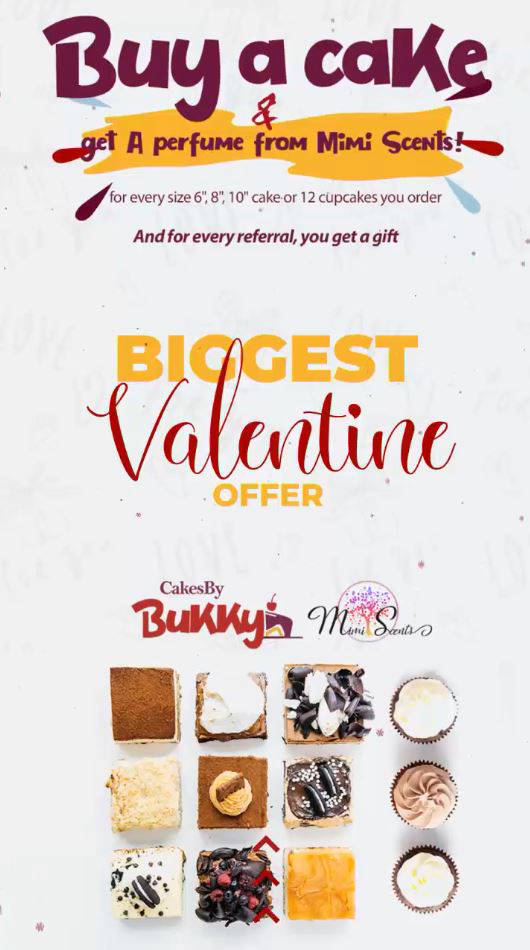 Buy a cake
&
get A perfume from Mimi Scents!
for every size 6", 8", 10" cake or 12 cupcakes you order
And for every referral, you get a gift
BIGGEST
Valentine
OFFER
CakesBy
Bukky
Mimi Scents